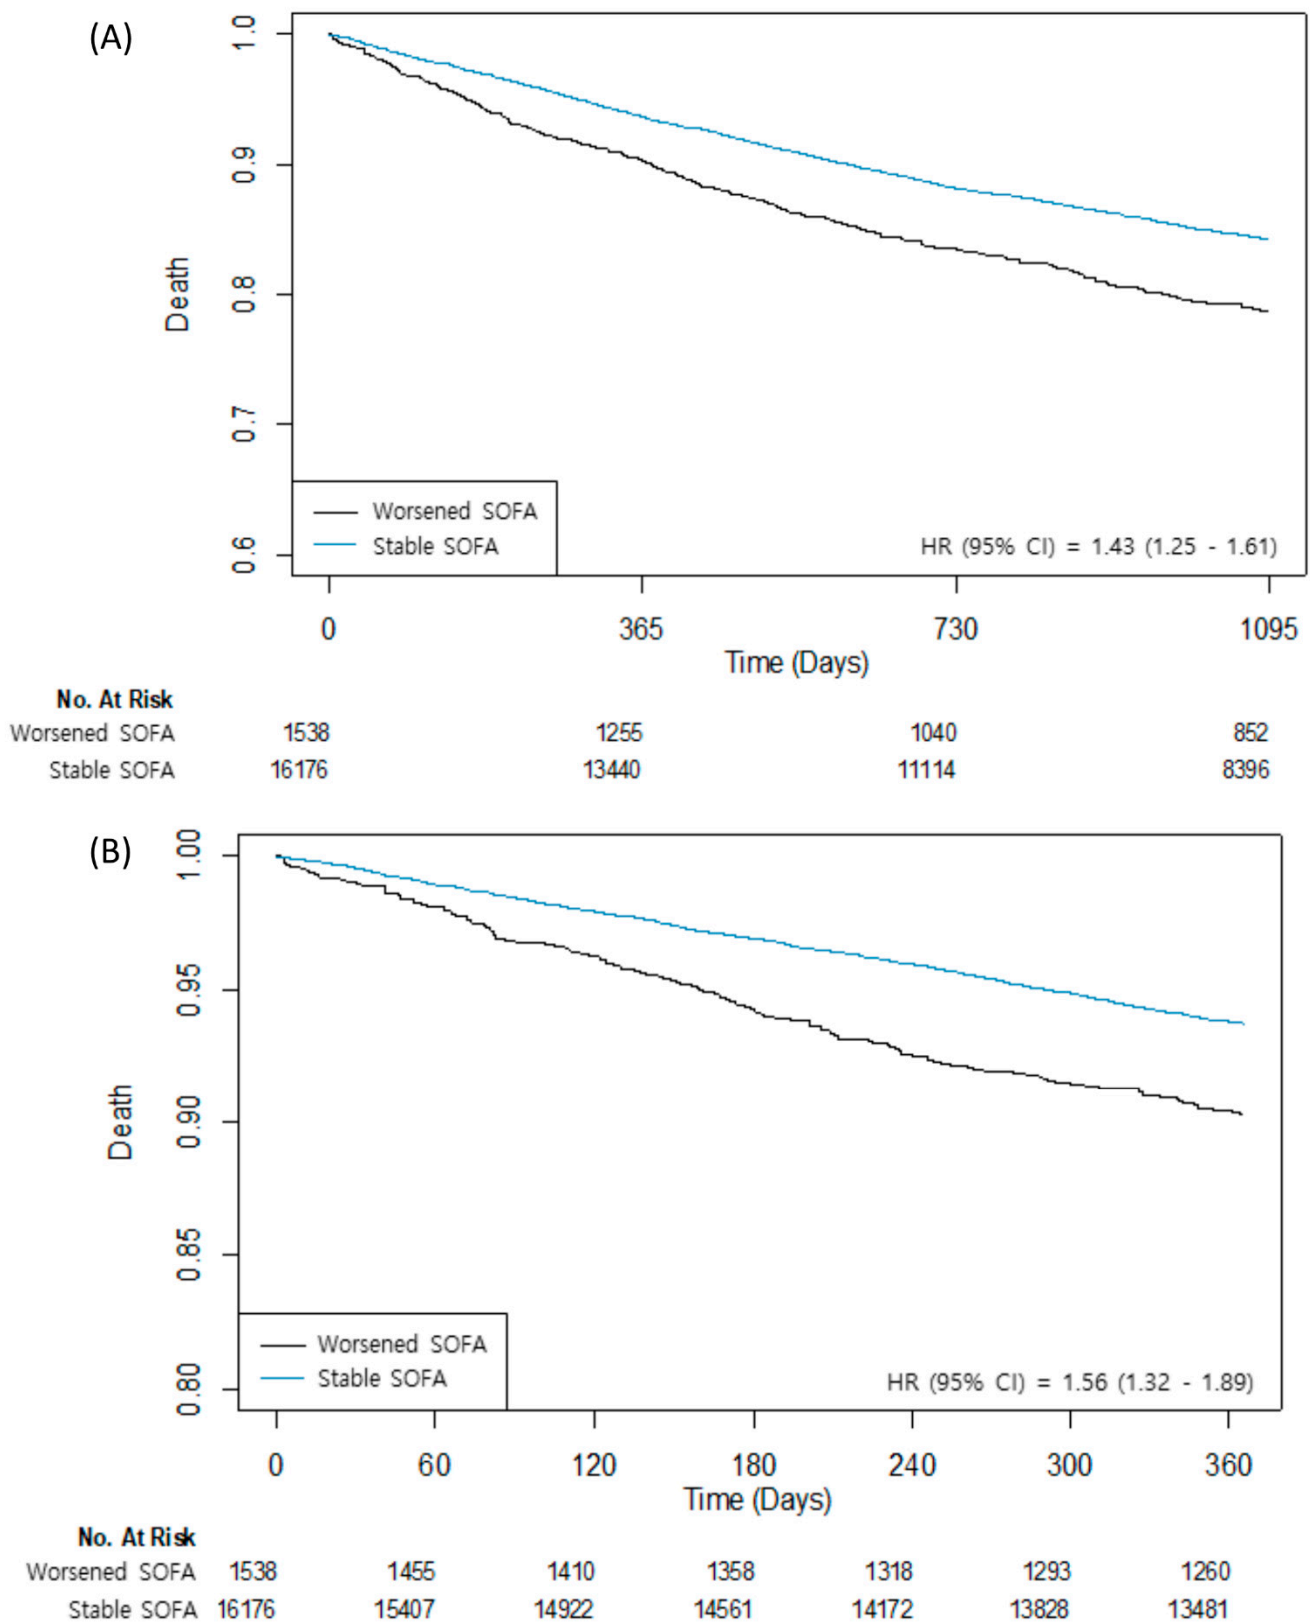 (A)
1.0
0.9
0.8
0.7
0.6
Death
Worsened SOFA
Stable SOFA
HR (95% CI) = 1.43 (1.25 - 1.61)
0 365 730 1095
Time (Days)
No. At Risk
Worsened SOFA 1538 1255 1040 852
Stable SOFA 16176 13440 11114 8396
(B)
1.00
0.95
0.90
0.85
0.80
Death
Worsened SOFA
Stable SOFA
HR (95% CI) = 1.56 (1.32 - 1.89)
0 60 120 180 240 300 360
Time (Days)
No. At Risk
Worsened SOFA 1538 1455 1410 1358 1318 1293 1260
Stable SOFA 16176 15407 14922 14561 14172 13828 13481